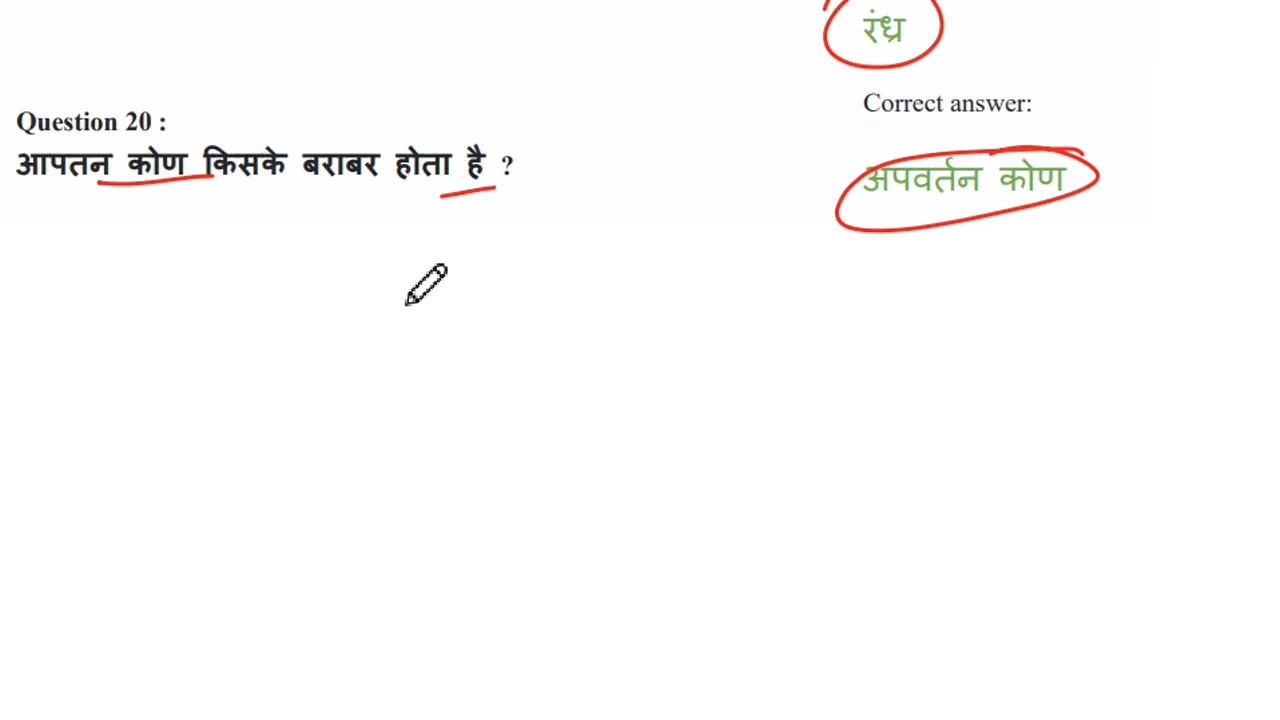 रंध्र
Correct answer:
Question 20 :
आपतन कोण किसके बराबर होता है ?
अपवर्तन कोण